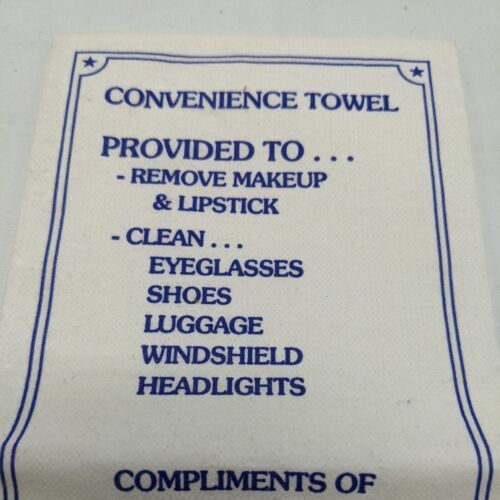 CONVENIENCE TOWEL
PROVIDED TO . . .
- REMOVE MAKEUP
& LIPSTICK
- CLEAN . . .
EYEGLASSES
SHOES
LUGGAGE
WINDSHIELD
HEADLIGHTS
COMPLIMENTS OF